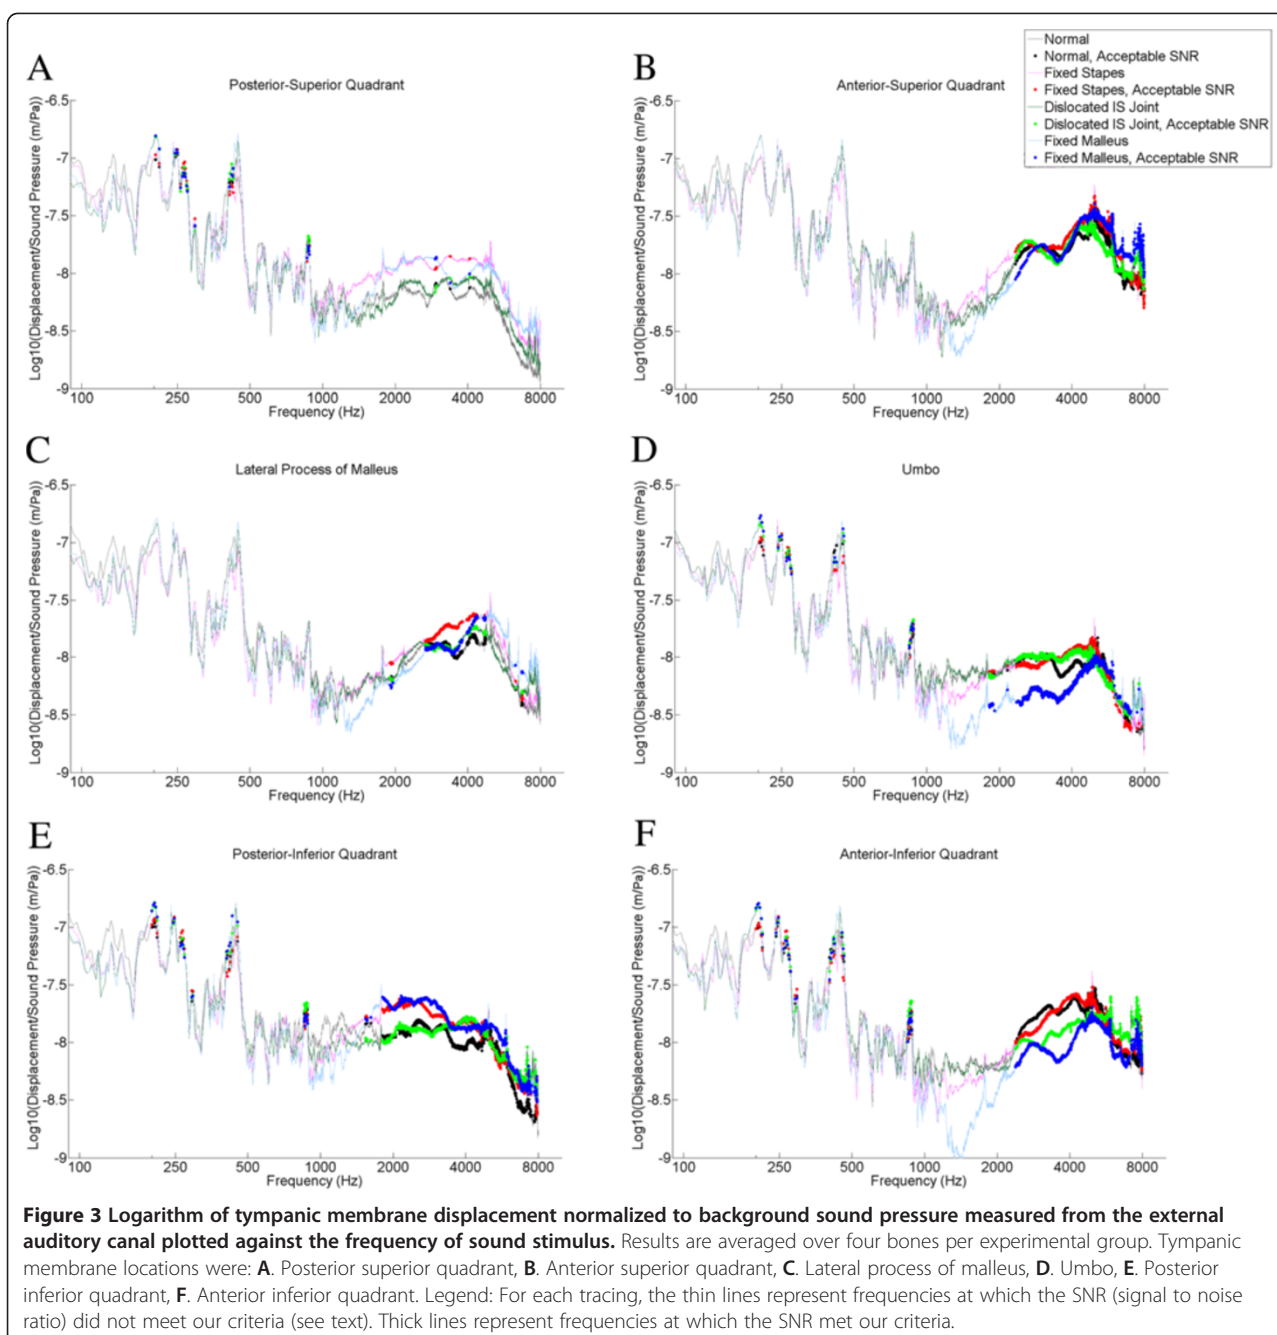 A
Posterior-Superior Quadrant
Log10(Displacement/Sound Pressure (m/Pa))
-6.5
-7
-7.5
-8
-8.5
-9
100 250 500 1000 2000 4000 8000
Frequency (Hz)
B
Anterior-Superior Quadrant
Normal
Normal, Acceptable SNR
Fixed Stapes
Fixed Stapes, Acceptable SNR
Dislocated IS Joint
Dislocated IS Joint, Acceptable SNR
Fixed Malleus
Fixed Malleus, Acceptable SNR
Log10(Displacement/Sound Pressure (m/Pa))
-6.5
-7
-7.5
-8
-8.5
-9
100 250 500 1000 2000 4000 8000
Frequency (Hz)
C
Lateral Process of Malleus
Log10(Displacement/Sound Pressure (m/Pa))
-6.5
-7
-7.5
-8
-8.5
-9
100 250 500 1000 2000 4000 8000
Frequency (Hz)
D
Umbo
Log10(Displacement/Sound Pressure (m/Pa))
-6.5
-7
-7.5
-8
-8.5
-9
100 250 500 1000 2000 4000 8000
Frequency (Hz)
E
Posterior-Inferior Quadrant
Log10(Displacement/Sound Pressure (m/Pa))
-6.5
-7
-7.5
-8
-8.5
-9
100 250 500 1000 2000 4000 8000
Frequency (Hz)
F
Anterior-Inferior Quadrant
Log10(Displacement/Sound Pressure (m/Pa))
-6.5
-7
-7.5
-8
-8.5
-9
100 250 500 1000 2000 4000 8000
Frequency (Hz)
Figure 3 Logarithm of tympanic membrane displacement normalized to background sound pressure measured from the external
auditory canal plotted against the frequency of sound stimulus. Results are averaged over four bones per experimental group. Tympanic
membrane locations were: A. Posterior superior quadrant, B. Anterior superior quadrant, C. Lateral process of malleus, D. Umbo, E. Posterior
inferior quadrant, F. Anterior inferior quadrant. Legend: For each tracing, the thin lines represent frequencies at which the SNR (signal to noise
ratio) did not meet our criteria (see text). Thick lines represent frequencies at which the SNR met our criteria.